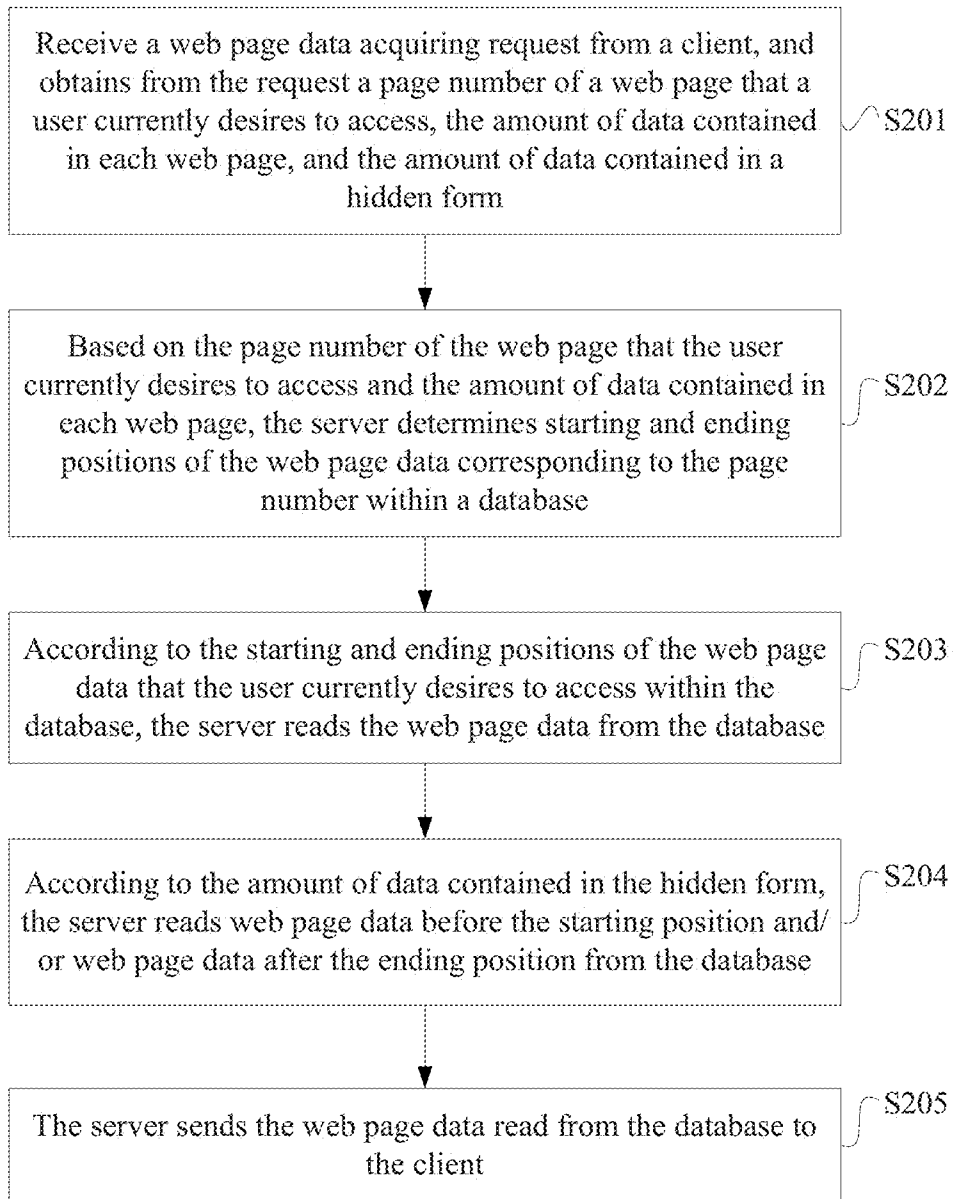 Receive a web page data acquiring request from a client, and
obtains from the request a page number of a web page that a
user currently desires to access, the amount of data contained
in each web page, and the amount of data contained in a
hidden form
S201
Based on the page number of the web page that the user
currently desires to access and the amount of data contained in
each web page, the server determines starting and ending
positions of the web page data corresponding to the page
number within a database
S202
According to the starting and ending positions of the web page
data that the user currently desires to access within the
database, the server reads the web page data from the database
S203
According to the amount of data contained in the hidden form,
the server reads web page data before the starting position and/
or web page data after the ending position from the database
S204
The server sends the web page data read from the database to
the client
S205